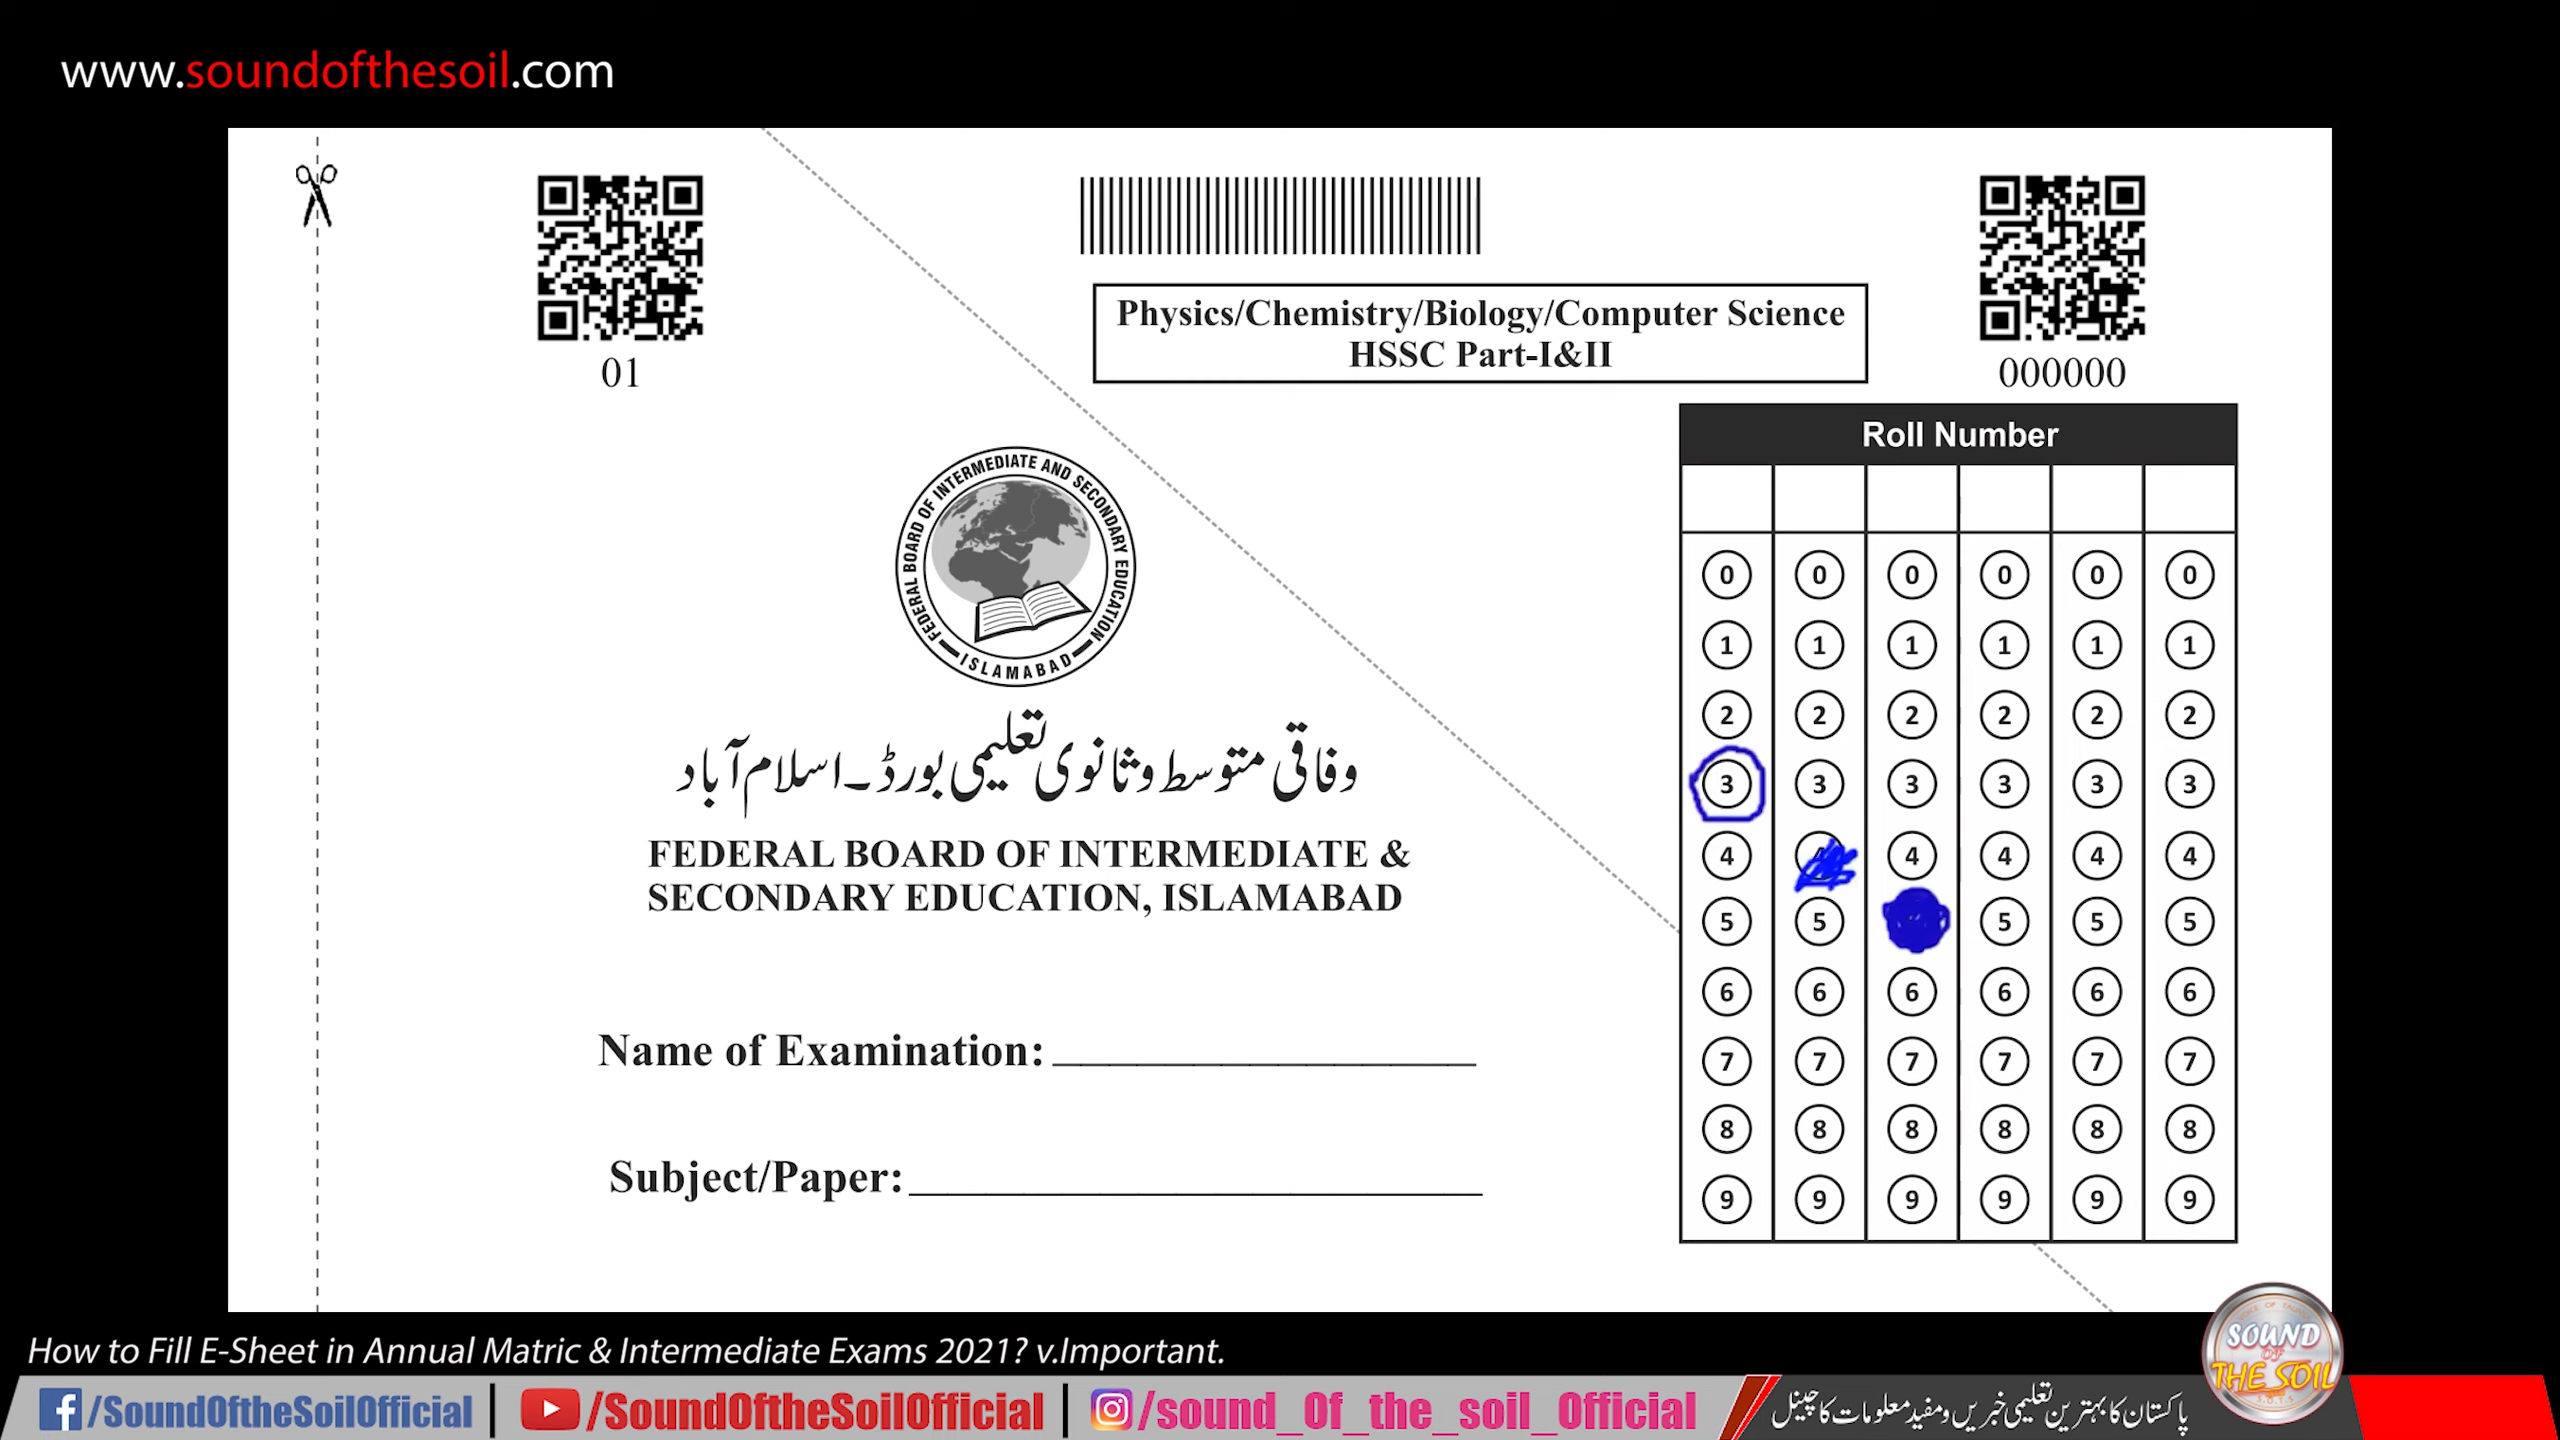 www.soundofthesoil.com
Physics/Chemistry/Biology/Computer Science
HSSC Part-I&II
01
000000
Roll Number
FEDERAL BOARD OF INTERMEDIATE AND SECONDARY EDUCATION
ISLAMABAD
وفاقی متوسط و ثانوی تعلیمی بورڈ۔اسلام آباد
FEDERAL BOARD OF INTERMEDIATE &
SECONDARY EDUCATION, ISLAMABAD
Name of Examination:
Subject/Paper:
0 0 0 0 0 0
1 1 1 1 1 1
2 2 2 2 2 2
3 3 3 3 3 3
4 4 4 4 4
5 5 5 5 5
6 6 6 6 6 6
7 7 7 7 7 7
8 8 8 8 8 8
9 9 9 9 9 9
How to Fill E-Sheet in Annual Matric & Intermediate Exams 2021? v.Important.
/SoundOftheSoilOfficial | /SoundOftheSoilOfficial | /sound_Of_the_soil_Official
پاکستان کا بہترین تعلیمی خبریں و مفید معلومات کا چینل
SOUND
OF
THE SOIL